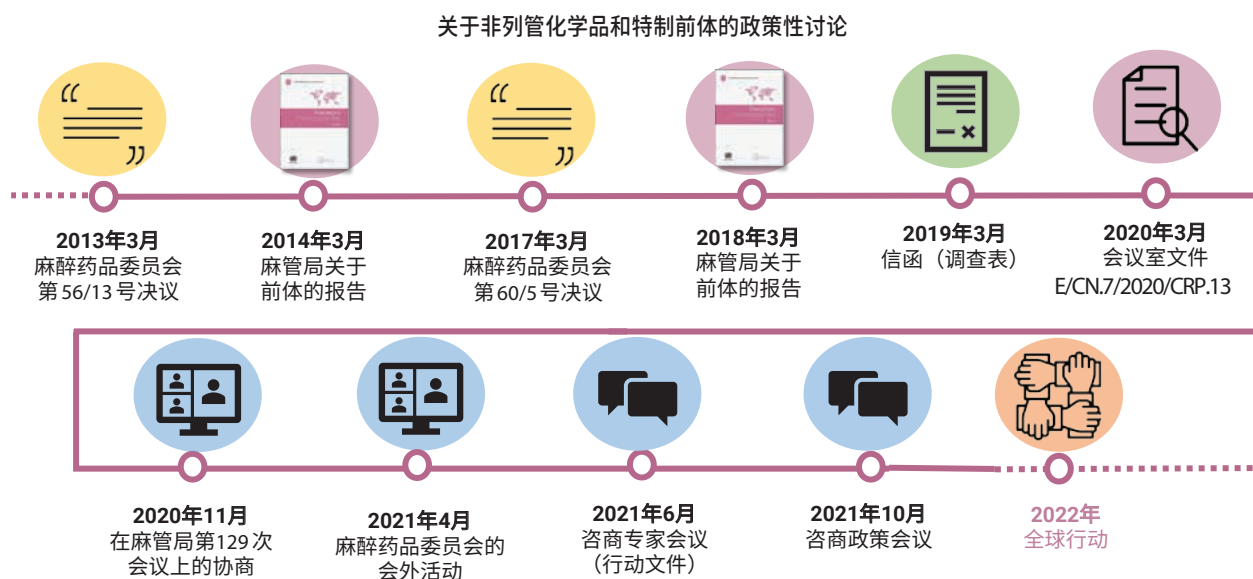 关于非列管化学品和特制前体的政策性讨论
2013年3月
麻醉药品委员会
第56/13号决议
2014年3月
麻管局关于
前体的报告
2017年3月
麻醉药品委员会
第60/5号决议
2018年3月
麻管局关于
前体的报告
2019年3月
信函（调查表）
2020年3月
会议室文件
E/CN.7/2020/CRP.13
2020年11月
在麻管局第129次
会议上的协商
2021年4月
麻醉药品委员会的
会外活动
2021年6月
咨商专家会议
（行动文件）
2021年10月
咨商政策会议
2022年
全球行动